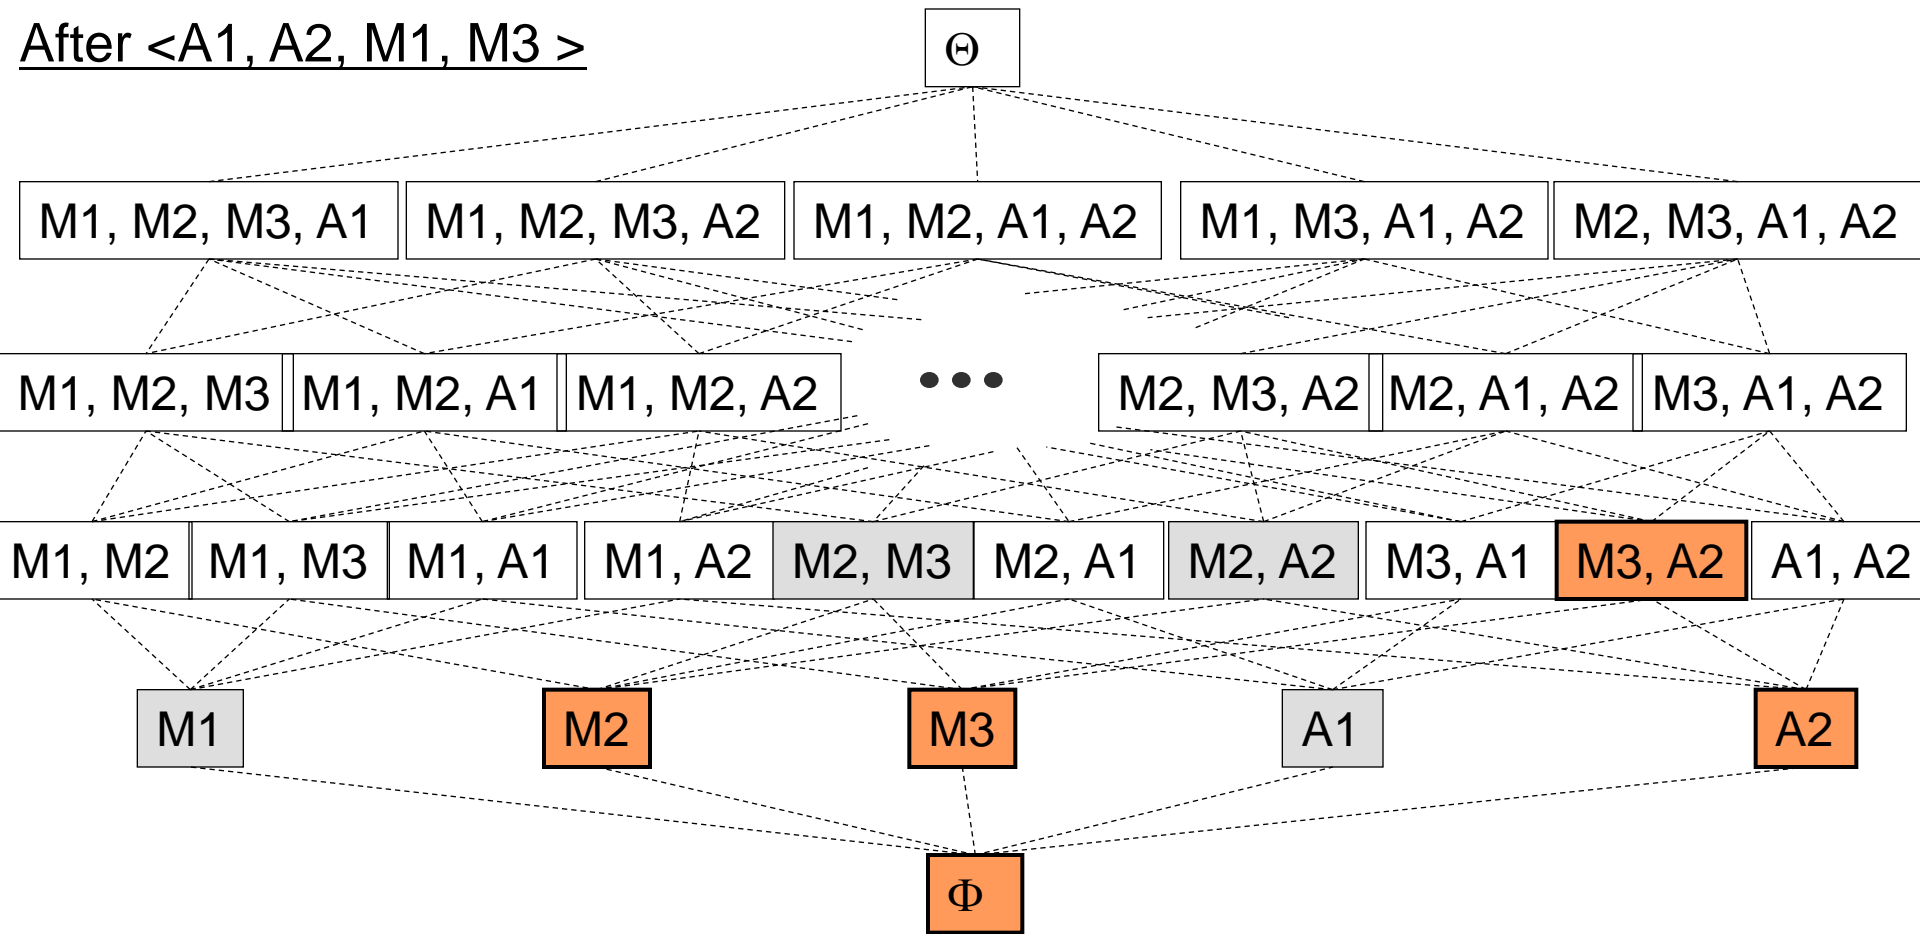 After <A1, A2, M1, M3 >
Θ
M1, M2, M3, A1
M1, M2, M3, A2
M1, M2, A1, A2
M1, M3, A1, A2
M2, M3, A1, A2
M1, M2, M3
M1, M2, A1
M1, M2, A2
•••
M2, M3, A2
M2, A1, A2
M3, A1, A2
M1, M2
M1, M3
M1, A1
M1, A2
M2, M3
M2, A1
M2, A2
M3, A1
M3, A2
A1, A2
M1
M2
M3
A1
A2
Φ